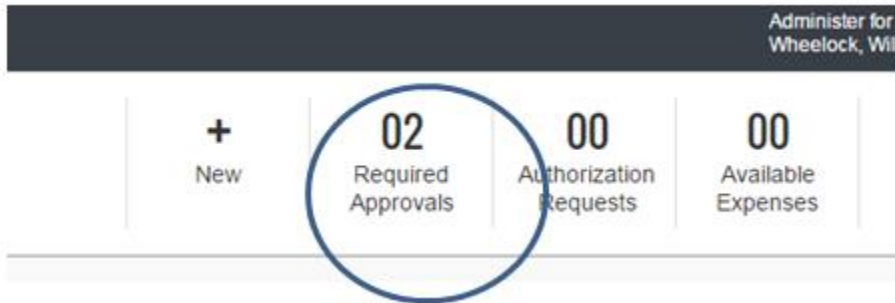 Administer for
Wheelock, Wil
+
New
02
Required
Approvals
00
Authorization
Requests
00
Available
Expenses